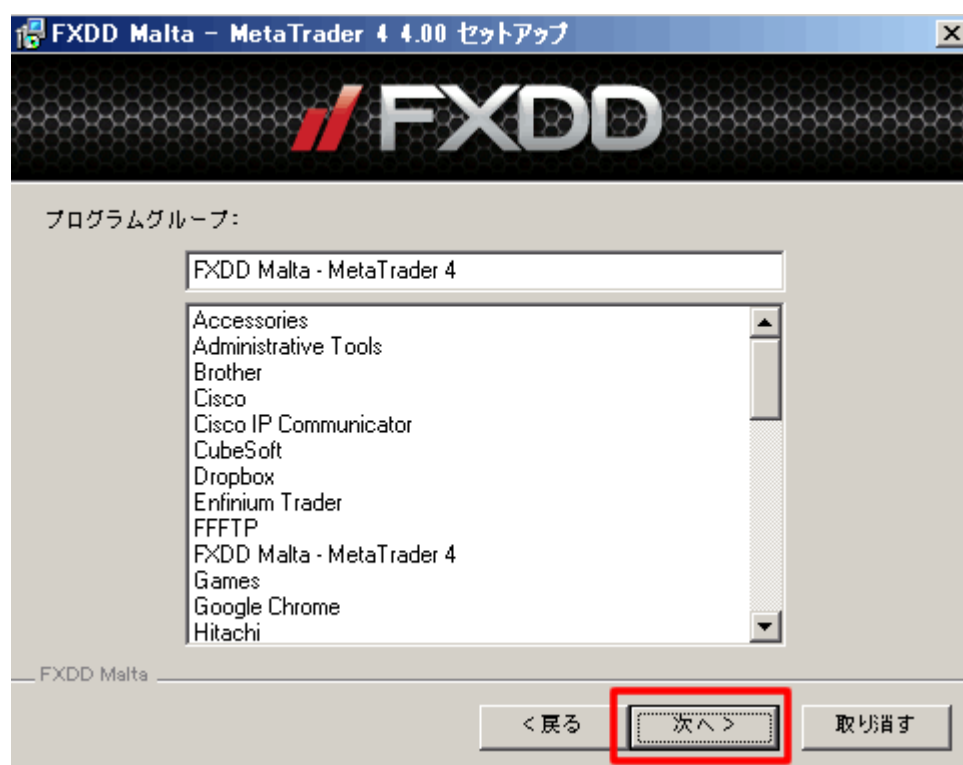 FXDD Malta - MetaTrader 4 4.00 セットアップ
FXDD
プログラムグループ:
FXDD Malta - MetaTrader 4
Accessories
Administrative Tools
Brother
Cisco
Cisco IP Communicator
CubeSoft
Dropbox
Enfinium Trader
FFFTP
FXDD Malta - MetaTrader 4
Games
Google Chrome
Hitachi
FXDD Malta
< 戻る 次へ > 取り消す